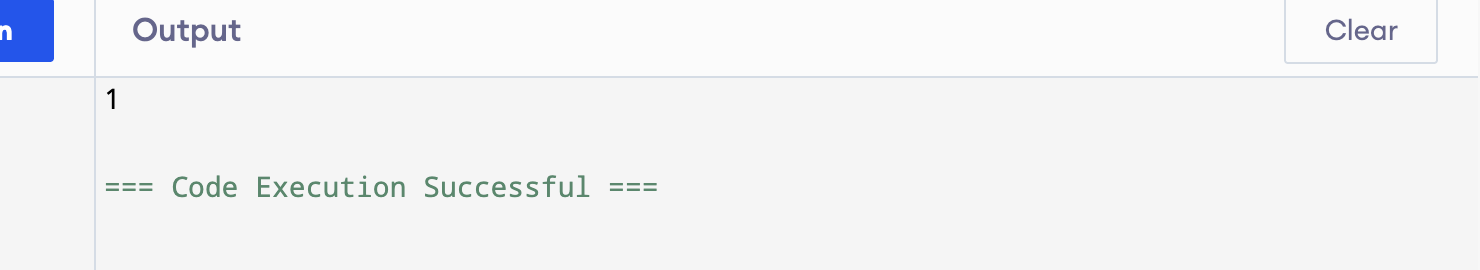 n
Output
Clear
1
=== Code Execution Successful ===